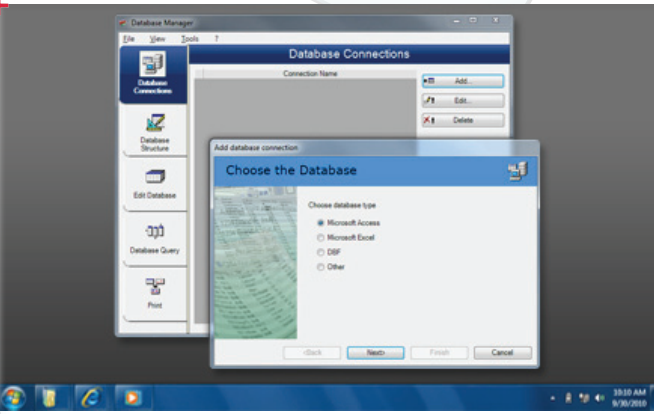 Database Manager
File View Tools ?
Database Connections
Connection Name
Database
Connections
Add...
Edit...
Delete
Database
Structure
Edit Database
Database Query
Print
Add database connection
Choose the Database
Choose database type
Microsoft Access
Microsoft Excel
DBF
Other
<Back
Next>
Finish
Cancel
10:10 AM
9/30/2010